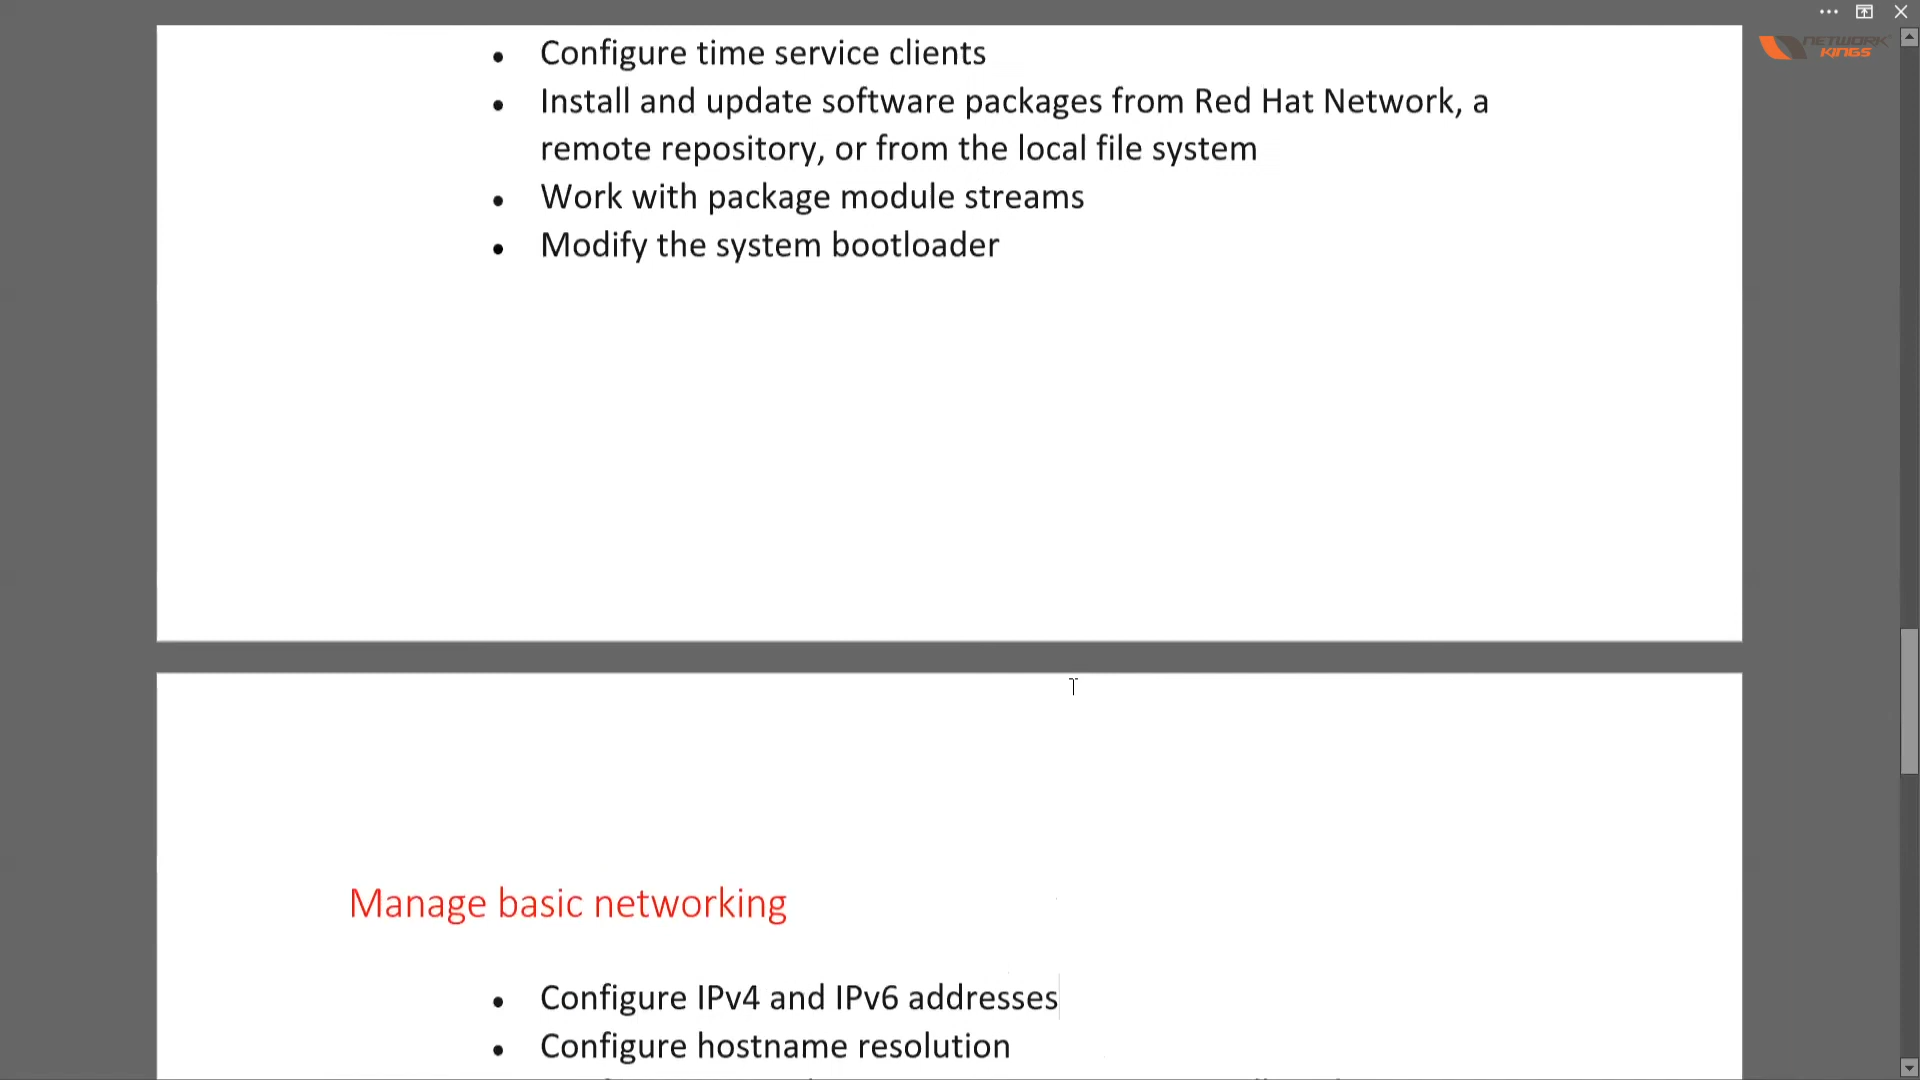 NETWORK
KINGS
• Configure time service clients
• Install and update software packages from Red Hat Network, a
remote repository, or from the local file system
• Work with package module streams
• Modify the system bootloader
Manage basic networking
• Configure IPv4 and IPv6 addresses
• Configure hostname resolution